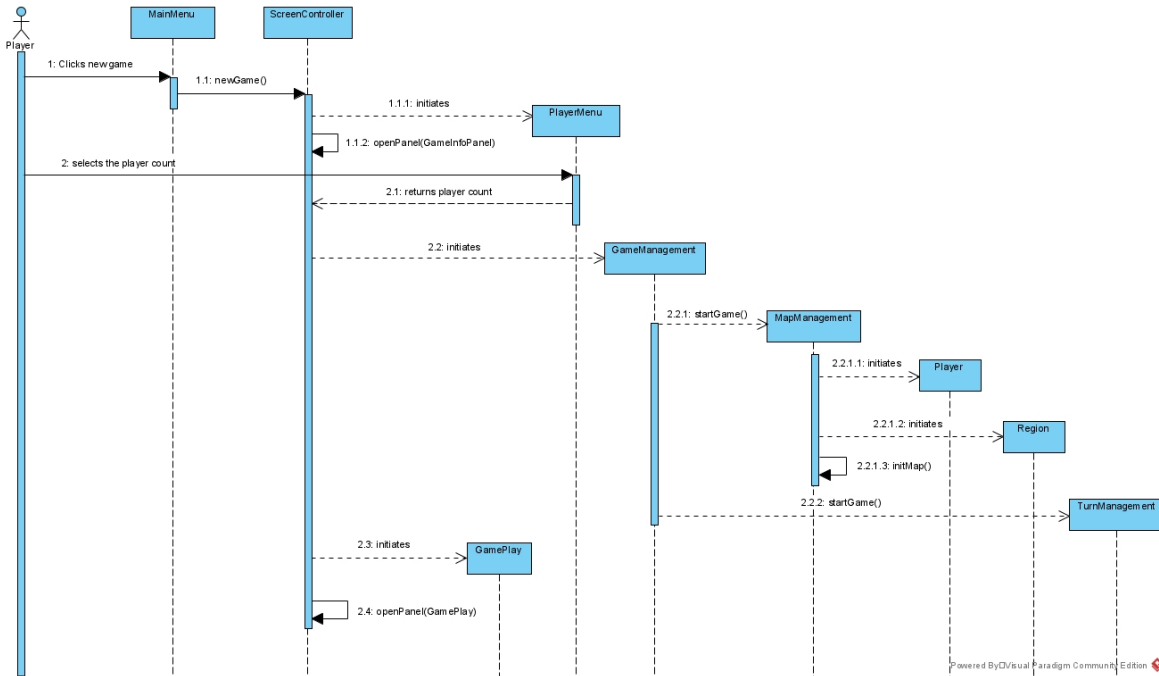 MainMenu
ScreenController
Player
1: Clicks new game
1.1: newGame()
1.1.1: initiates
PlayerMenu
1.1.2: openPanel(GameInfoPanel)
2: selects the player count
2.1: returns player count
2.2: initiates
GameManagement
2.2.1: startGame()
MapManagement
2.2.1.1: initiates
Player
2.2.1.2: initiates
Region
2.2.1.3: initMap()
2.2.2: startGame()
TurnManagement
2.3: initiates
GamePlay
2.4: openPanel(GamePlay)
Powered By□Visual Paradigm Community Edition